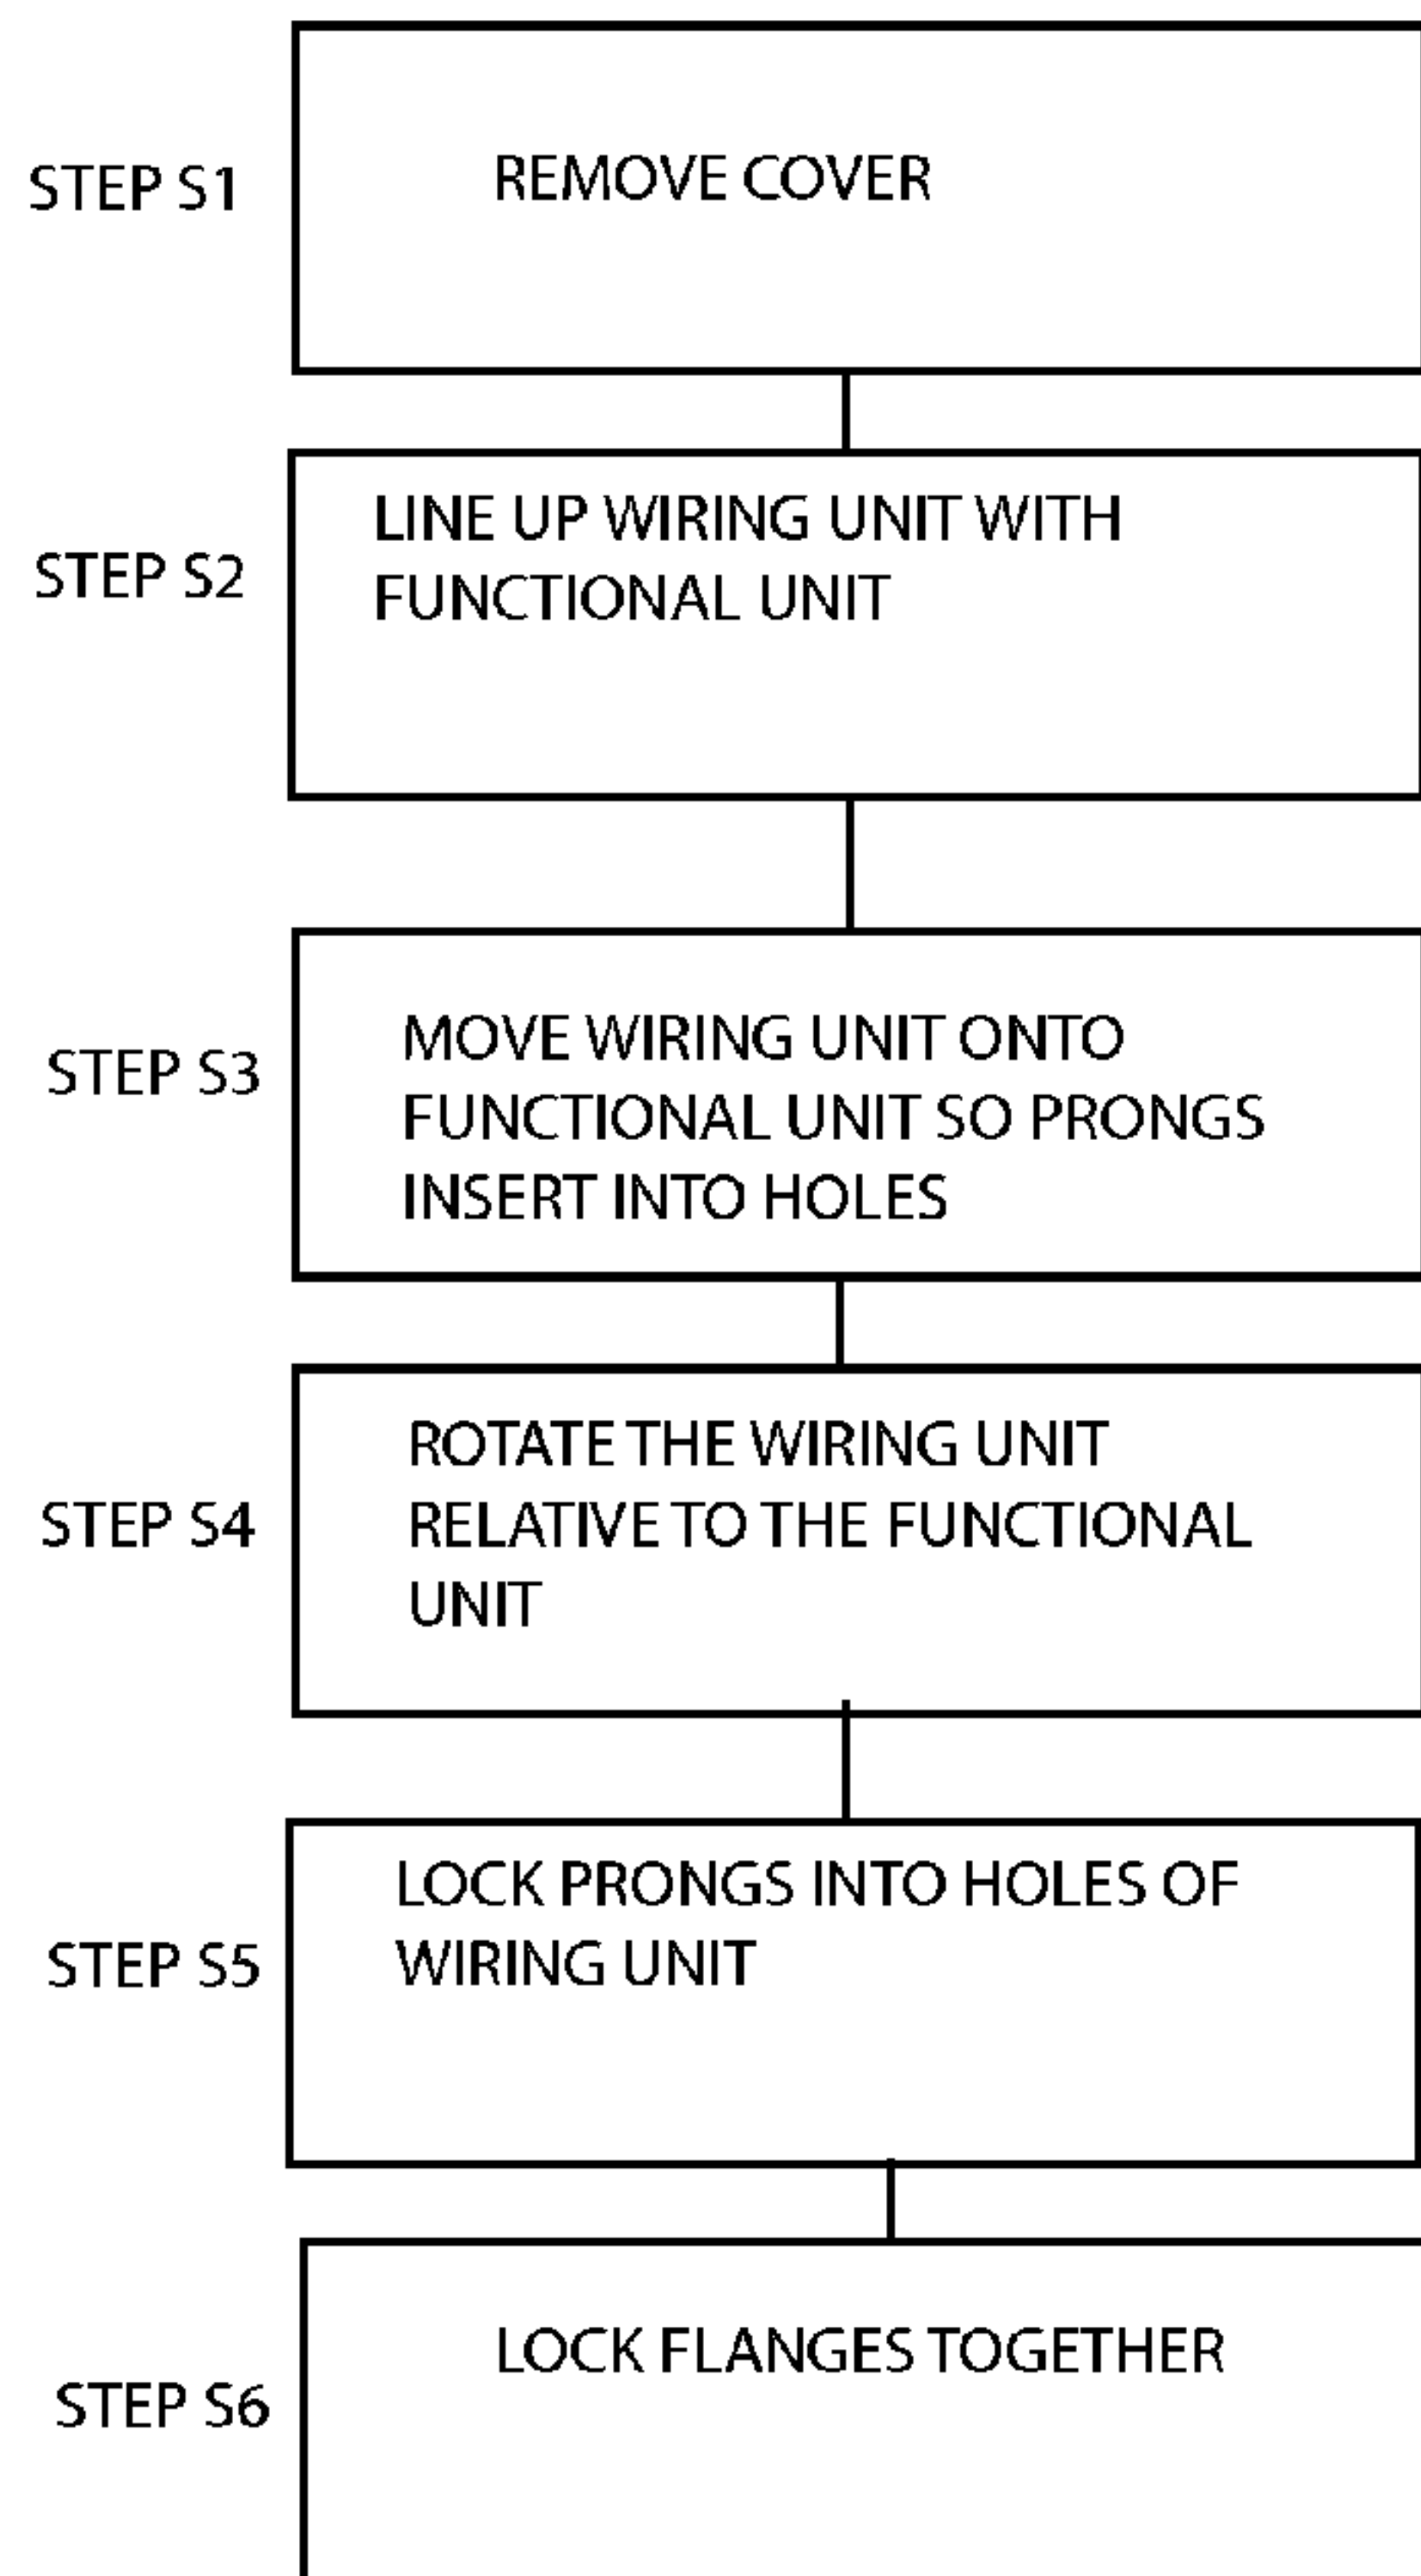 STEP S1
REMOVE COVER
STEP S2
LINE UP WIRING UNIT WITH
FUNCTIONAL UNIT
STEP S3
MOVE WIRING UNIT ONTO
FUNCTIONAL UNIT SO PRONGS
INSERT INTO HOLES
STEP S4
ROTATE THE WIRING UNIT
RELATIVE TO THE FUNCTIONAL
UNIT
STEP S5
LOCK PRONGS INTO HOLES OF
WIRING UNIT
STEP S6
LOCK FLANGES TOGETHER